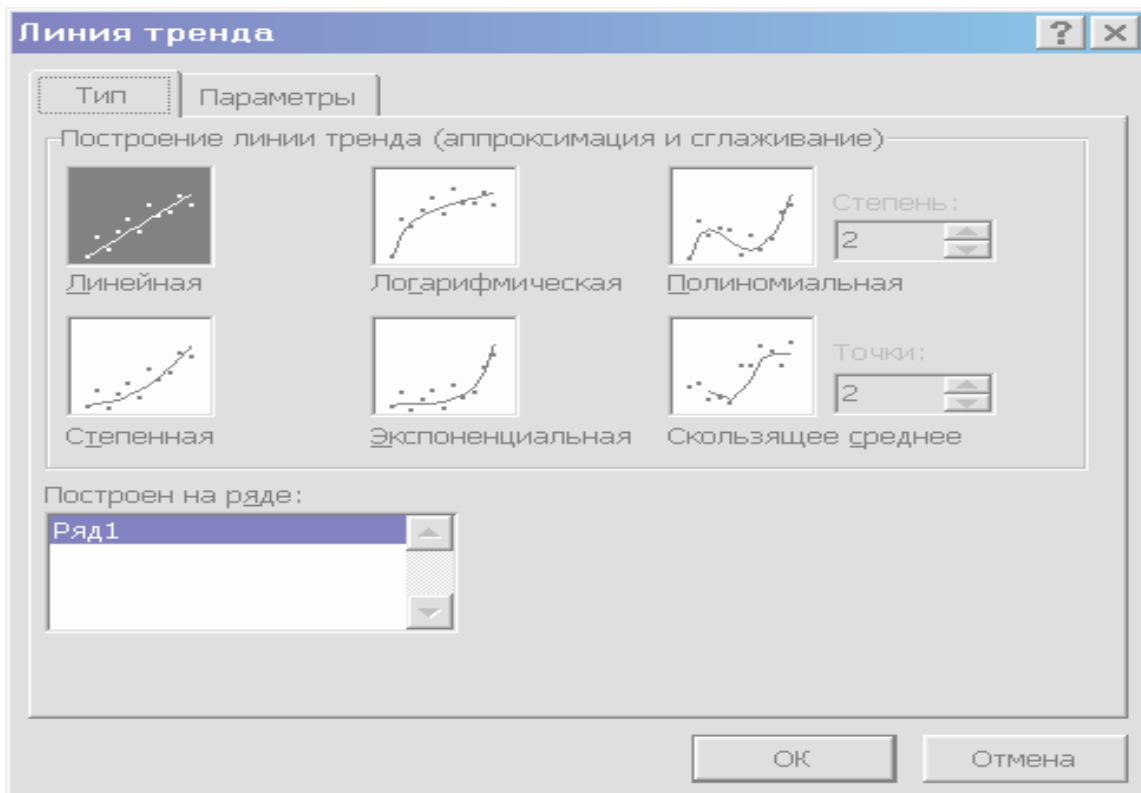 Линия тренда
Тип Параметры
Построение линии тренда (аппроксимация и сглаживание)
Степень:
2
Линейная Логарифмическая Полиномиальная
Точки:
2
Степенная Экспоненциальная Скользящее среднее
Построен на ряде:
Ряд1
ОК Отмена